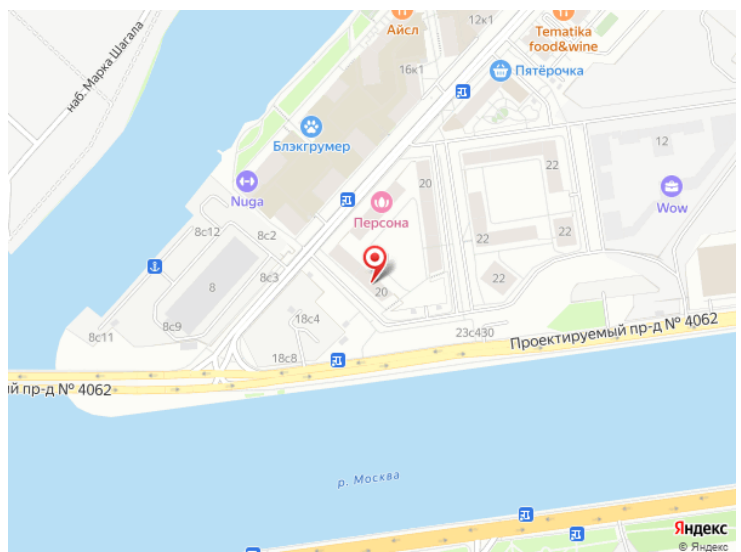 Айсл
12к1
Tematika
food&wine
наб. Марка Шагала
16к1
Пятёрочка
Блэкгрумер
12
20
22
Nuga
Персона
Wow
8с12
8с2
22
22
8
8с3
20
22
18с4
8с9
8с11
23с430
Проектируемый пр-д № 4062
18с8
ый пр-д № 4062
р. Москва
Яндекс
© Яндекс